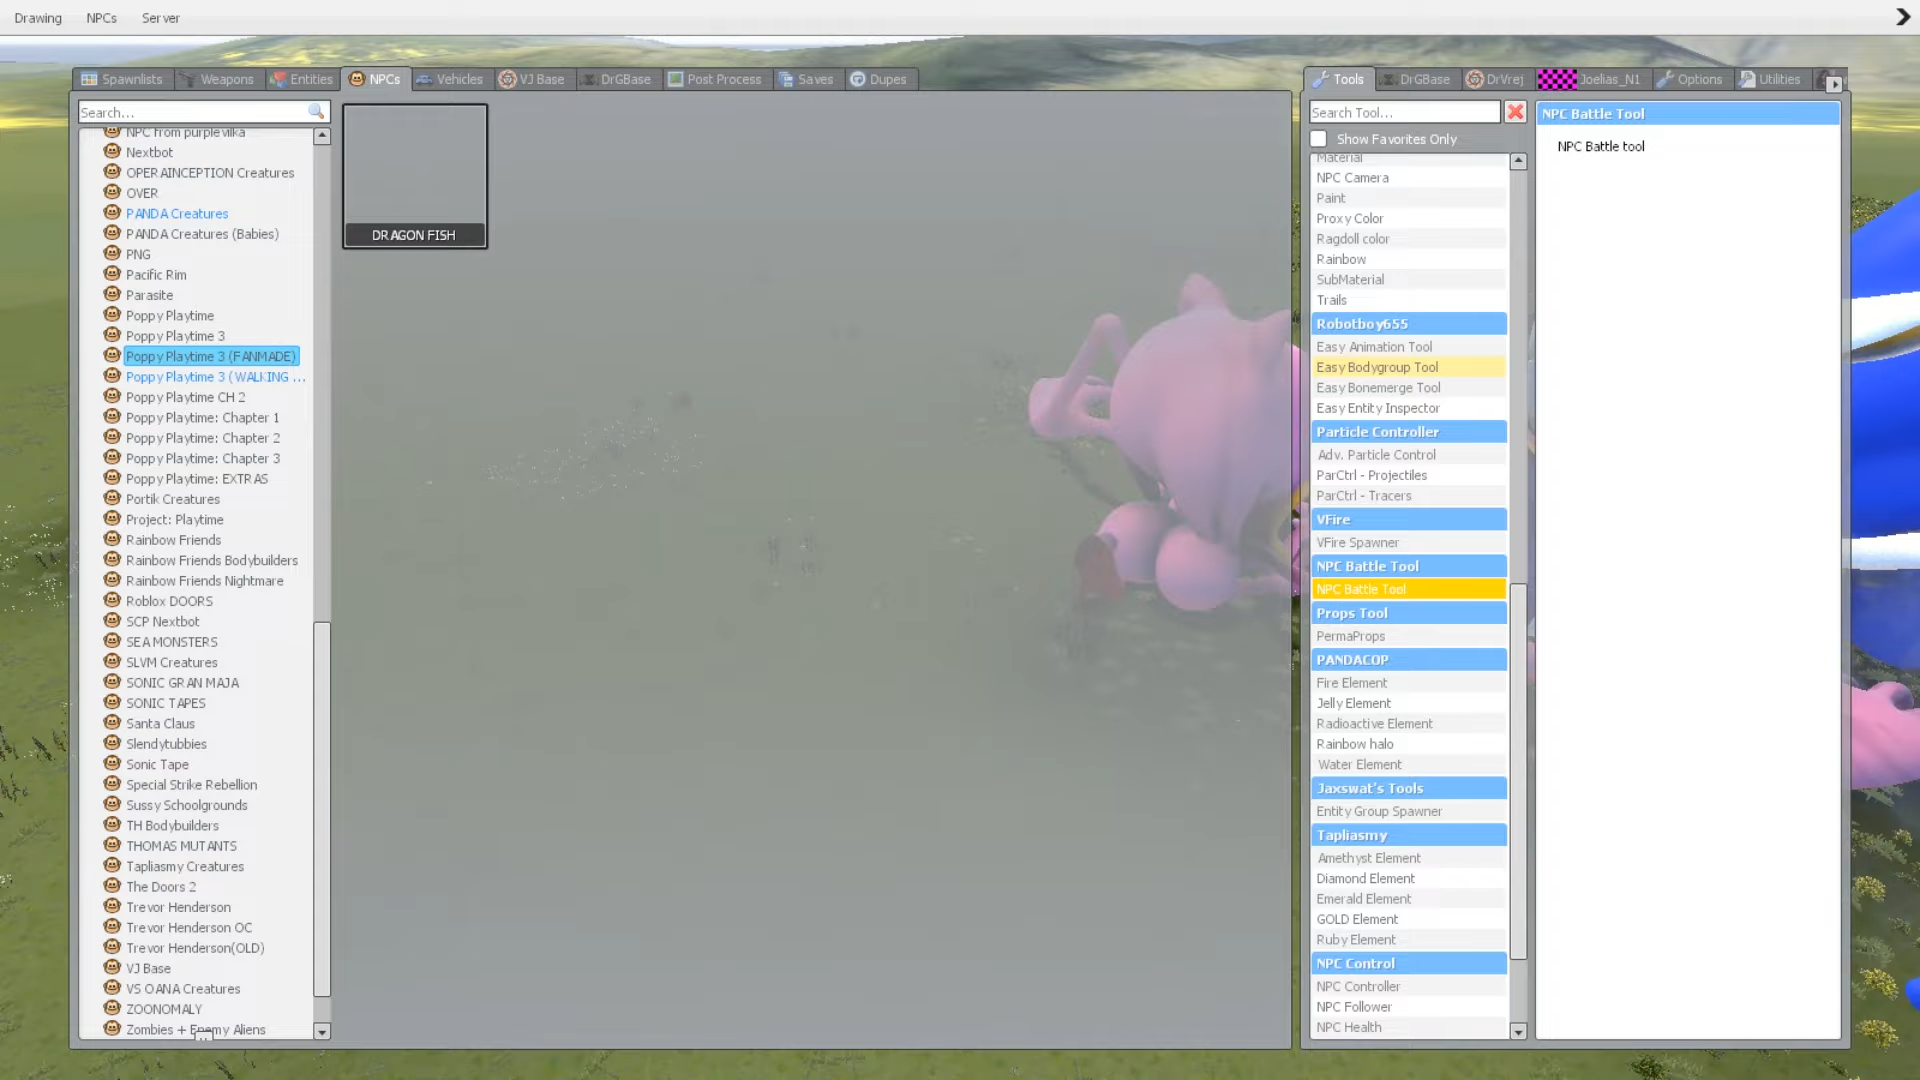 Drawing NPCs Server
Spawnlists Weapons Entities NPCs Vehicles VJ Base DrGBase Post Process Saves Dupes
Search...
NPC from purplevilka
Nextbot
OPERAINCEPTION Creatures
OVER
PANDA Creatures
PANDA Creatures (Babies)
PNG
Pacific Rim
Parasite
Poppy Playtime
Poppy Playtime 3
Poppy Playtime 3 (FANMADE)
Poppy Playtime 3 (WALKING ...
Poppy Playtime CH 2
Poppy Playtime: Chapter 1
Poppy Playtime: Chapter 2
Poppy Playtime: Chapter 3
Poppy Playtime: EXTRAS
Portik Creatures
Project: Playtime
Rainbow Friends
Rainbow Friends Bodybuilders
Rainbow Friends Nightmare
Roblox DOORS
SCP Nextbot
SEA MONSTERS
SLVM Creatures
SONIC GRAN MAJA
SONIC TAPES
Santa Claus
Slendytubbies
Sonic Tape
Special Strike Rebellion
Sussy Schoolgrounds
TH Bodybuilders
THOMAS MUTANTS
Tapliasmy Creatures
The Doors 2
Trevor Henderson
Trevor Henderson OC
Trevor Henderson(OLD)
VJ Base
VS OANA Creatures
ZOONOMALY
Zombies + Enemy Aliens
DRAGON FISH
Tools DrGBase DrVrej Joelias_N1 Options Utilities
Search Tool...
Show Favorites Only
Material
NPC Camera
Paint
Proxy Color
Ragdoll color
Rainbow
SubMaterial
Trails
Robotboy655
Easy Animation Tool
Easy Bodygroup Tool
Easy Bonemerge Tool
Easy Entity Inspector
Particle Controller
Adv. Particle Control
ParCtrl - Projectiles
ParCtrl - Tracers
VFire
VFire Spawner
NPC Battle Tool
NPC Battle Tool
Props Tool
PermaProps
PANDACOP
Fire Element
Jelly Element
Radioactive Element
Rainbow halo
Water Element
Jaxswat's Tools
Entity Group Spawner
Tapliasmy
Amethyst Element
Diamond Element
Emerald Element
GOLD Element
Ruby Element
NPC Control
NPC Controller
NPC Follower
NPC Health
NPC Battle Tool
NPC Battle tool